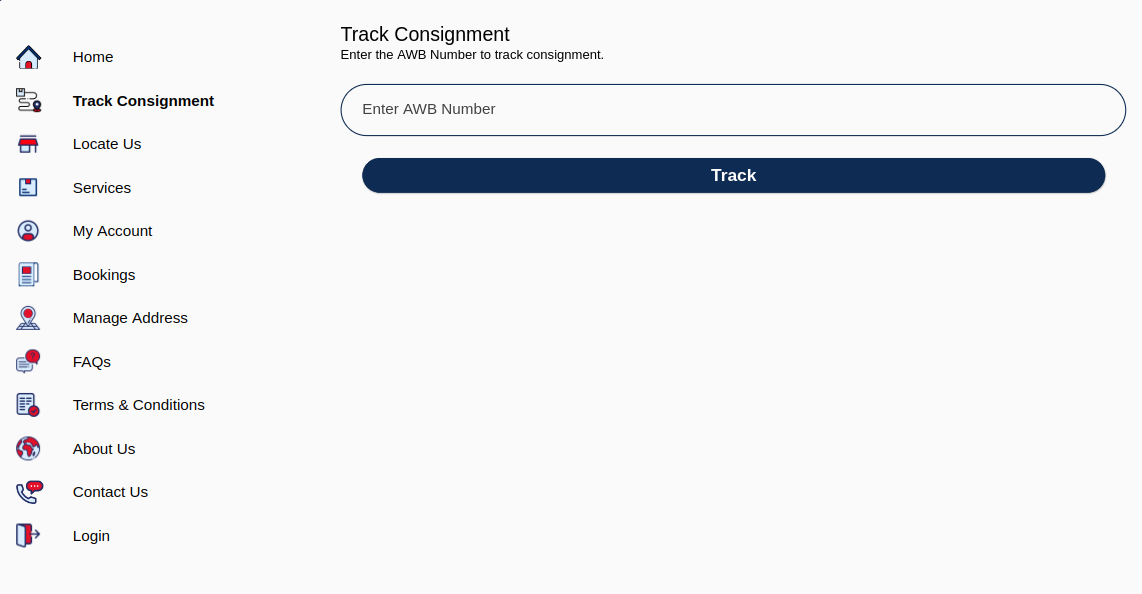 Home
Track Consignment
Locate Us
Services
My Account
Bookings
Manage Address
FAQs
Terms & Conditions
About Us
Contact Us
Login
Track Consignment
Enter the AWB Number to track consignment.
Enter AWB Number
Track